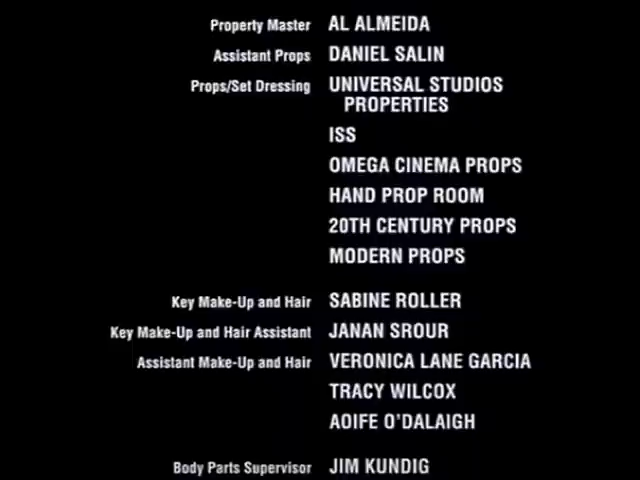 Property Master AL ALMEIDA
Assistant Props DANIEL SALIN
Props/Set Dressing UNIVERSAL STUDIOS
PROPERTIES
ISS
OMEGA CINEMA PROPS
HAND PROP ROOM
20TH CENTURY PROPS
MODERN PROPS
Key Make-Up and Hair SABINE ROLLER
Key Make-Up and Hair Assistant JANAN SROUR
Assistant Make-Up and Hair VERONICA LANE GARCIA
TRACY WILCOX
AOIFE O'DALAIGH
Body Parts Supervisor JIM KUNDIG